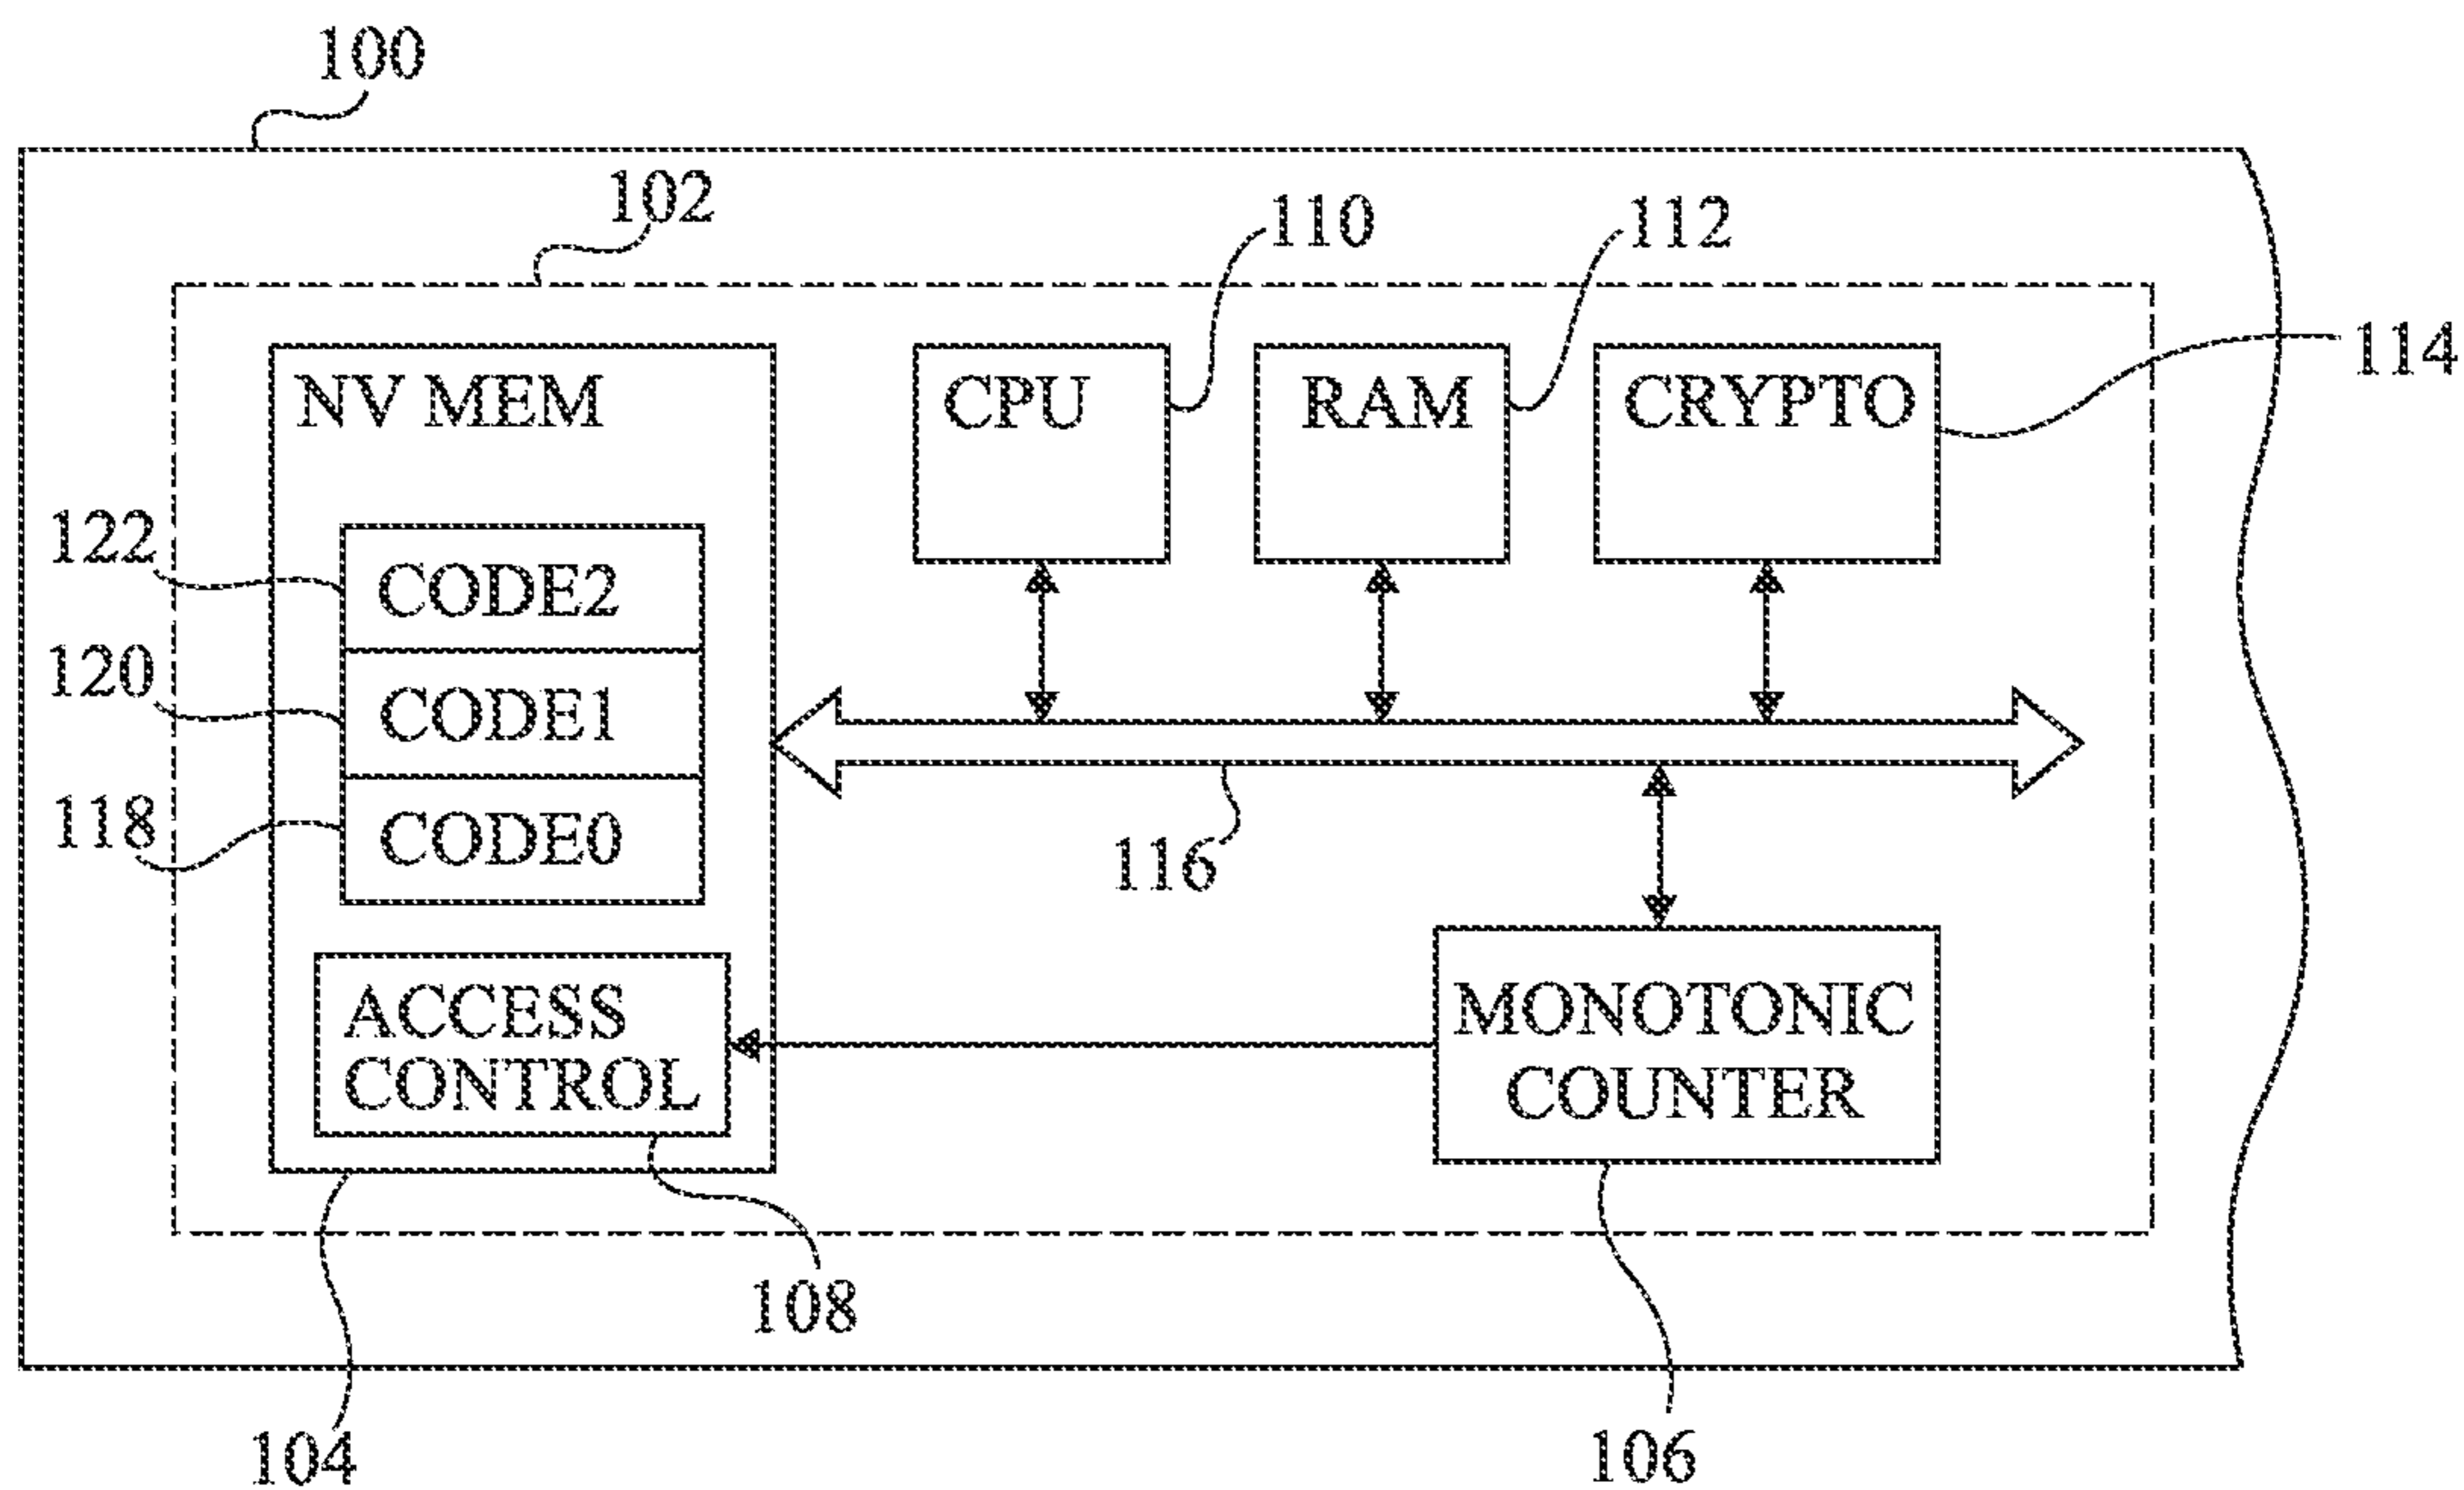 100
102
110
112
114
NV MEM
CPU
RAM
CRYPTO
122
CODE2
120
CODE1
118
CODE0
116
ACCESS
CONTROL
MONOTONIC
COUNTER
108
104
106